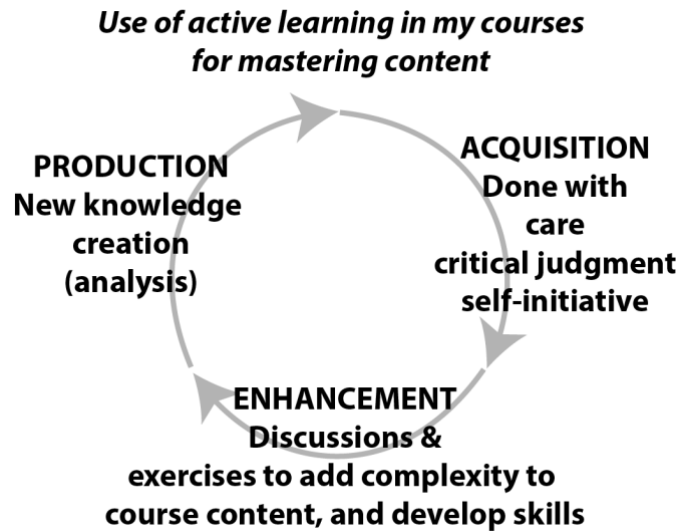 Use of active learning in my courses
for mastering content
ACQUISITION
Done with
care
critical judgment
self-initiative
ENHANCEMENT
Discussions &
exercises to add complexity to
course content, and develop skills
PRODUCTION
New knowledge
creation
(analysis)